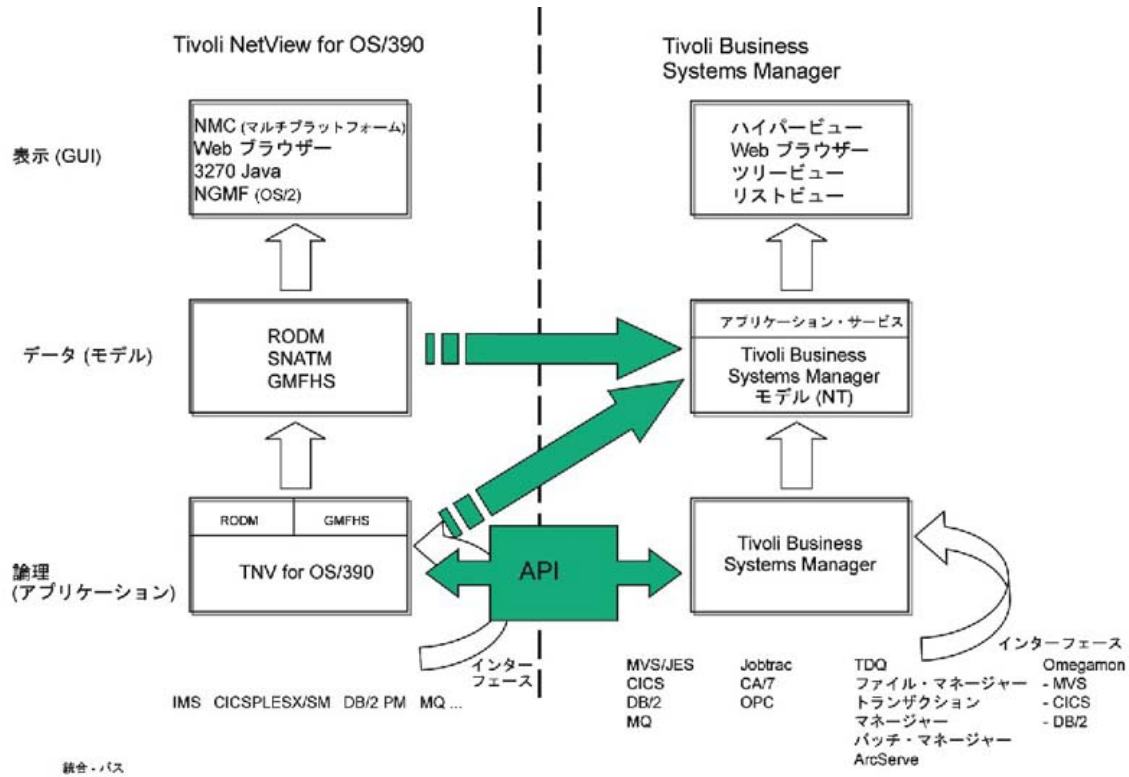 Tivoli NetView for OS/390
Tivoli Business
Systems Manager
表示 (GUI)
NMC (マルチプラットフォーム)
Web ブラウザー
3270 Java
NGMF (OS/2)
ハイパービュー
Web ブラウザー
ツリービュー
リストビュー
データ (モデル)
RODM
SNATM
GMFHS
アプリケーション・サービス
Tivoli Business
Systems Manager
モデル (NT)
論理
(アプリケーション)
RODM
GMFHS
TNV for OS/390
API
Tivoli Business
Systems Manager
インター
フェース
インターフェース
IMS CICSPLESX/SM DB/2 PM MQ ...
MVS/JES
CICS
DB/2
MQ
Jobtrac
CA/7
OPC
TDQ
ファイル・マネージャー
トランザクション
マネージャー
バッチ・マネージャー
ArcServe
Omegamon
- MVS
- CICS
- DB/2
統合 - パス